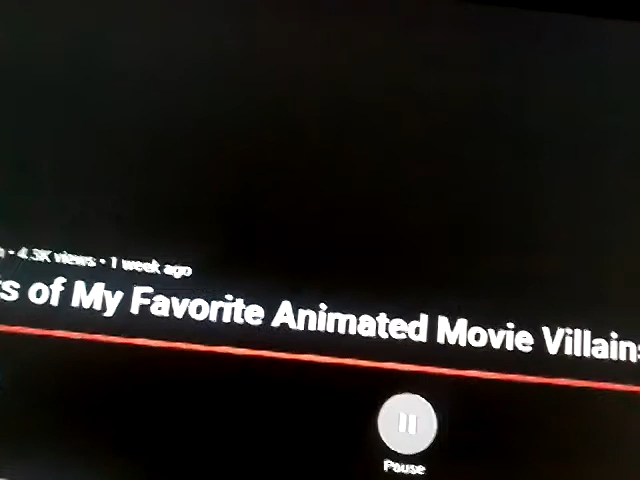 4.3K views • 1 week ago
of My Favorite Animated Movie Villains
Pause